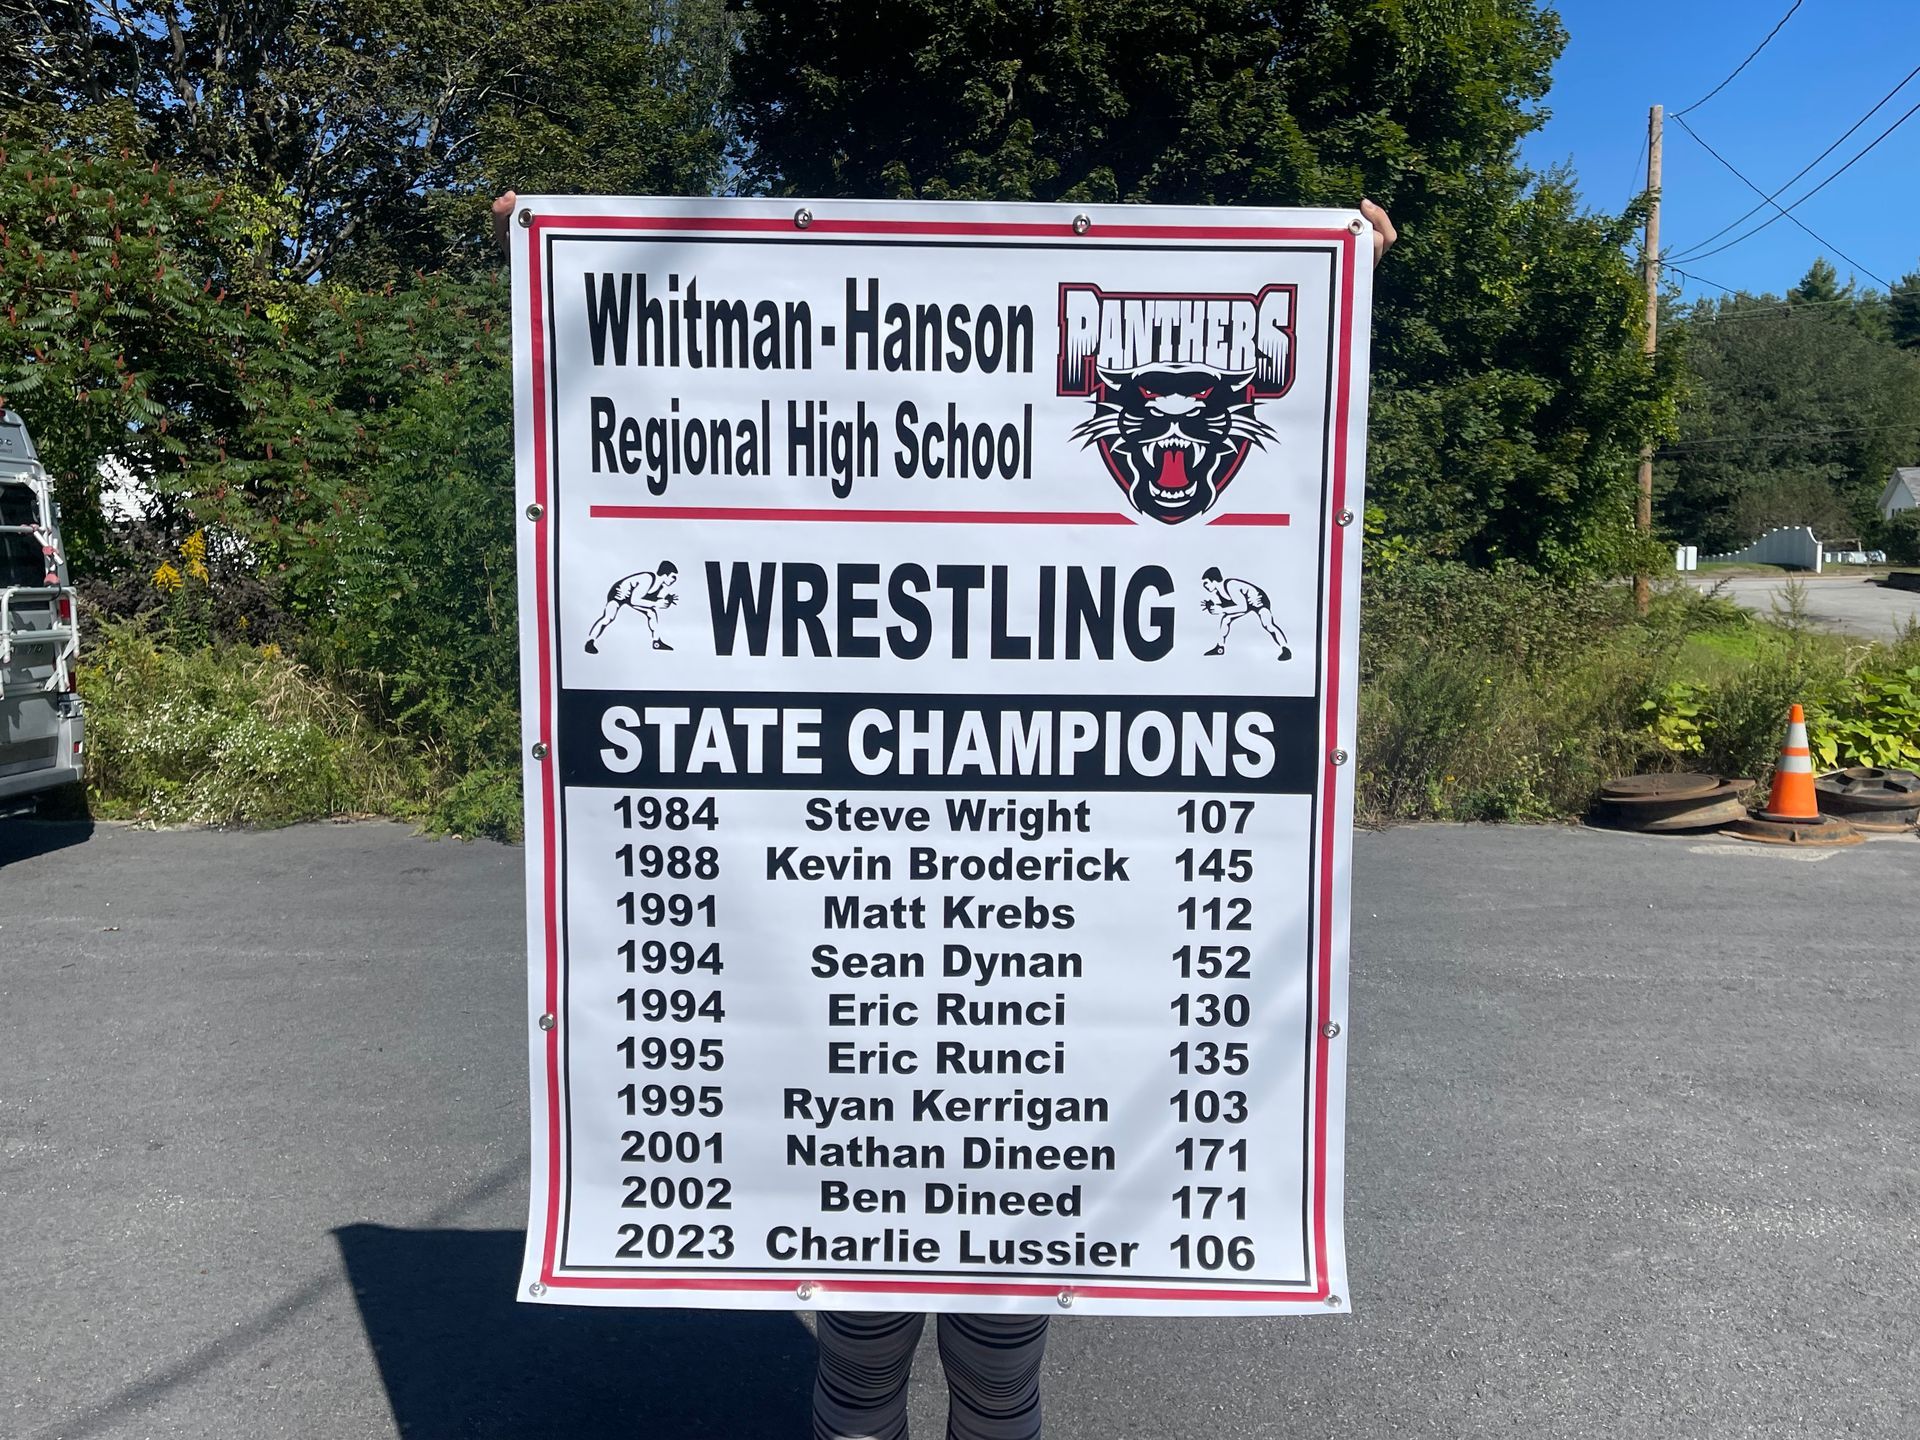 Whitman-Hanson
Regional High School
PANTHERS
WRESTLING
STATE CHAMPIONS
1984 Steve Wright 107
1988 Kevin Broderick 145
1991 Matt Krebs 112
1994 Sean Dynan 152
1994 Eric Runci 130
1995 Eric Runci 135
1995 Ryan Kerrigan 103
2001 Nathan Dineen 171
2002 Ben Dineed 171
2023 Charlie Lussier 106